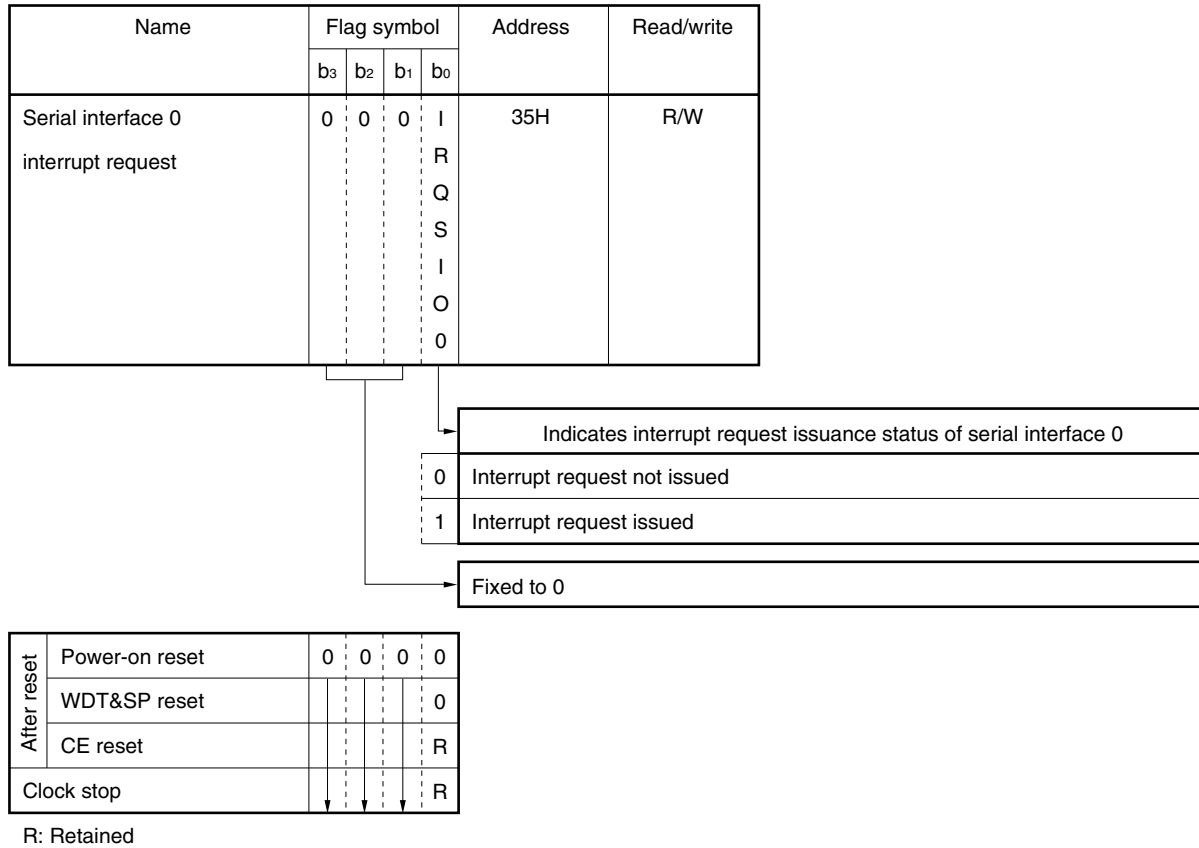 Name Flag symbol Address Read/write
b3 b2 b1 b0
Serial interface 0 0 0 0 I 35H R/W
interrupt request R
Q
S
I
O
0
Indicates interrupt request issuance status of serial interface 0
0 Interrupt request not issued
1 Interrupt request issued
Fixed to 0
After reset
Power-on reset 0 0 0 0
WDT&SP reset 0
CE reset R
Clock stop R
R: Retained